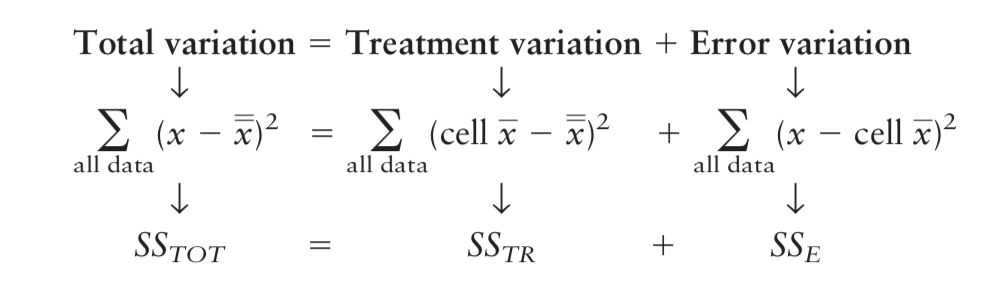 Total variation = Treatment variation + Error variation
↓ ↓ ↓
∑ (x − x̿)² = ∑ (cell x̅ − x̿)² + ∑ (x − cell x̅)²
all data all data all data
↓ ↓ ↓
SS_TOT = SS_TR + SS_E